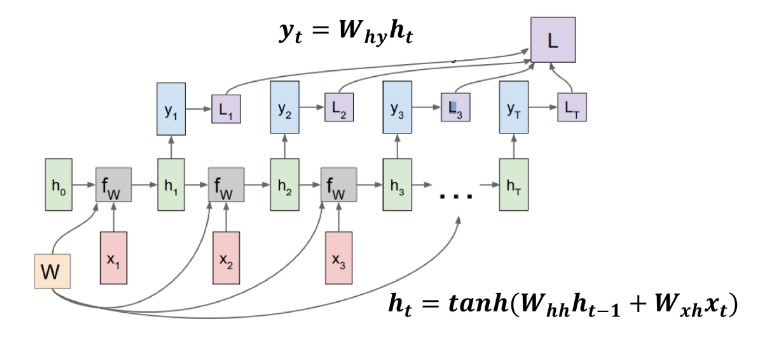 y_t = W_{hy}h_t
L
y_1 L_1 y_2 L_2 y_3 L_3 y_T L_T
h_0 f_W h_1 f_W h_2 f_W h_3 ... h_T
W x_1 x_2 x_3
h_t = tanh(W_{hh}h_{t-1} + W_{xh}x_t)